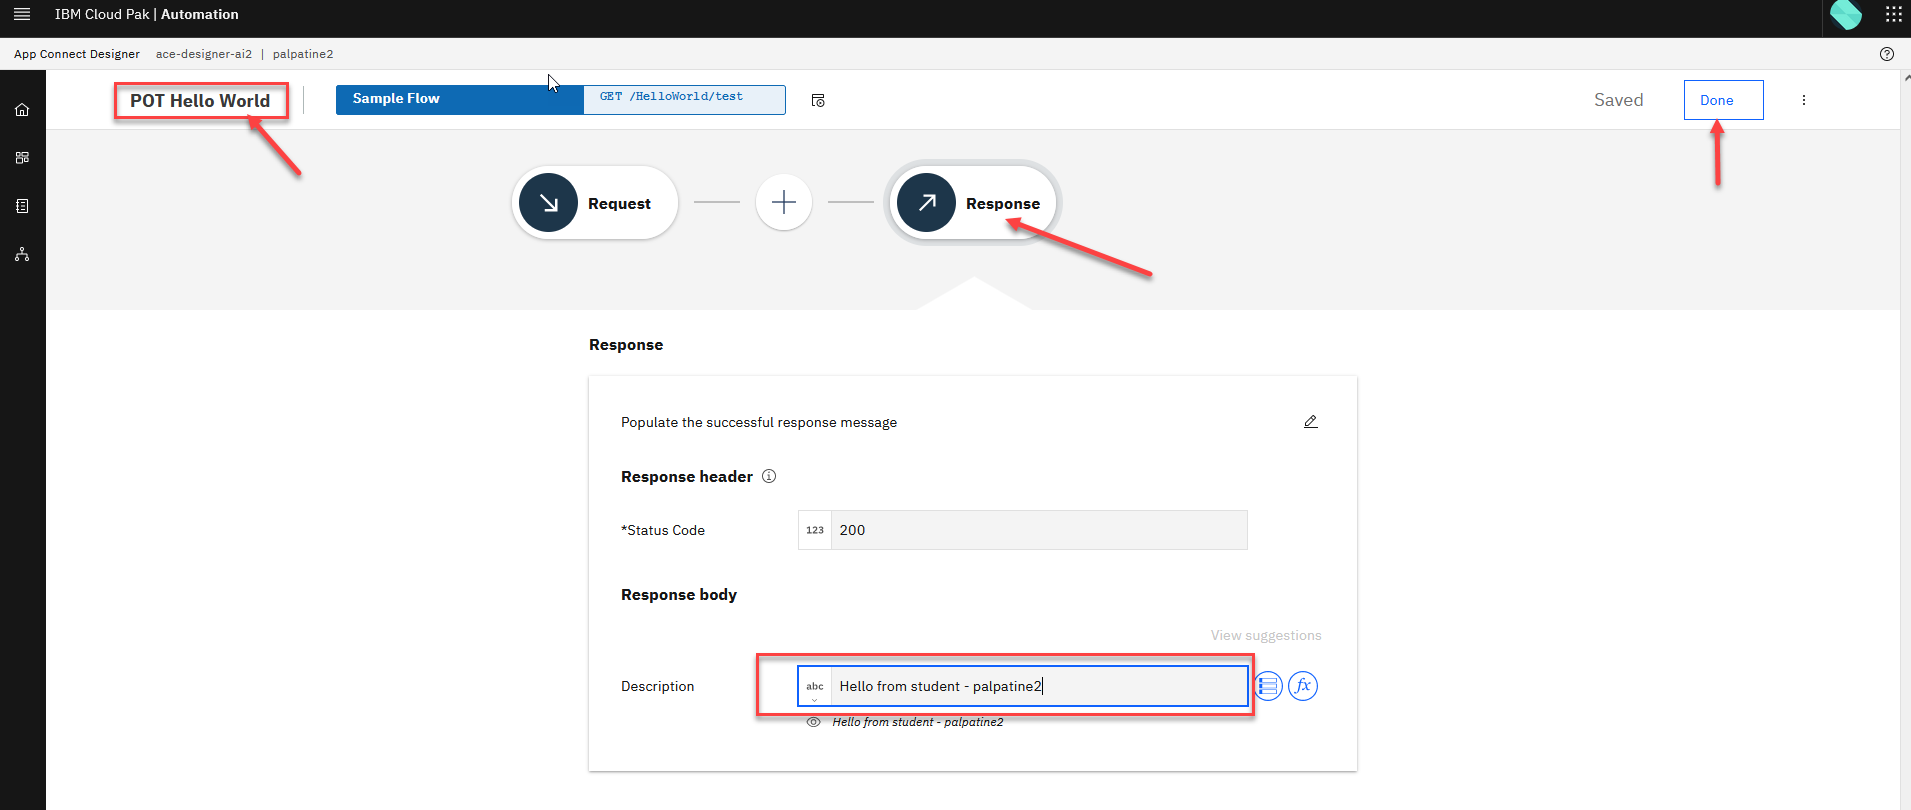 IBM Cloud Pak | Automation
App Connect Designer ace-designer-ai2 | palpatine2
POT Hello World
Sample Flow
GET /HelloWorld/test
Saved
Done
Request
Response
Response
Populate the successful response message
Response header
*Status Code
123
200
Response body
View suggestions
Description
abc
Hello from student - palpatine2
fx
Hello from student - palpatine2